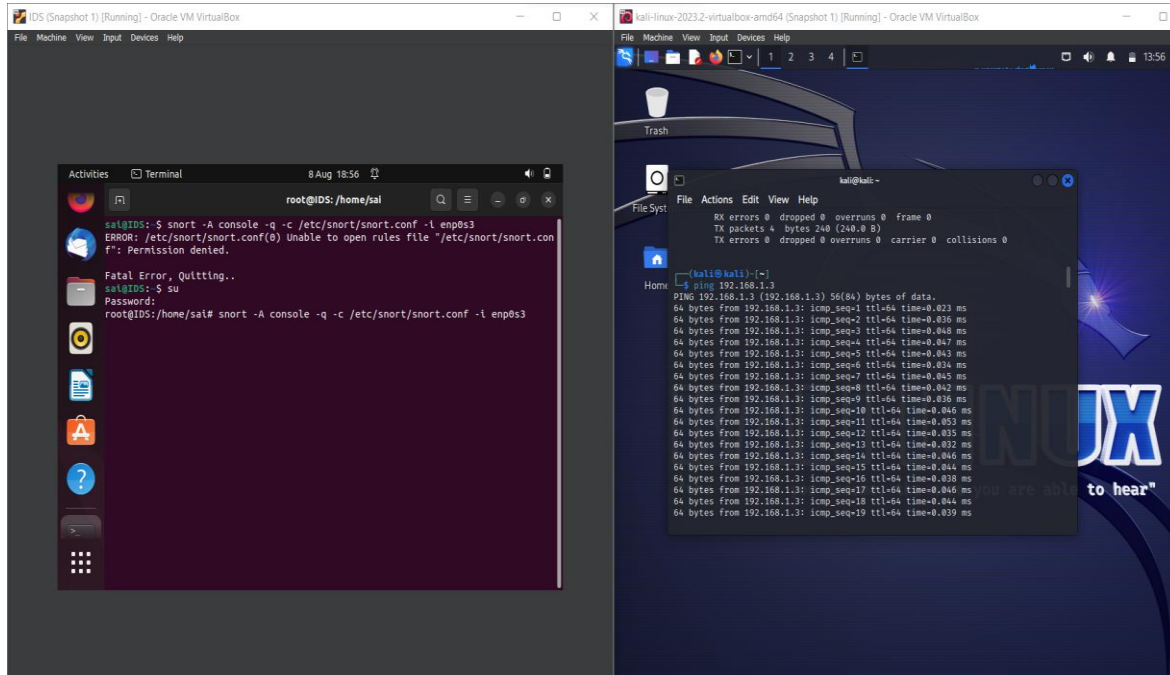 IDS (Snapshot 1) [Running] - Oracle VM VirtualBox
File Machine View Input Devices Help
Activities Terminal 8 Aug 18:56
root@IDS: /home/sai
sai@IDS:~$ snort -A console -q -c /etc/snort/snort.conf -i enp0s3
ERROR: /etc/snort/snort.conf(0) Unable to open rules file "/etc/snort/snort.con
f": Permission denied.
Fatal Error, Quitting..
sai@IDS:~$ su
Password:
root@IDS:/home/sai# snort -A console -q -c /etc/snort/snort.conf -i enp0s3
kali-linux-2023.2-virtualbox-amd64 (Snapshot 1) [Running] - Oracle VM VirtualBox
File Machine View Input Devices Help
1 2 3 4 13:56
Trash
File Syst
Home
kali@kali: ~
File Actions Edit View Help
RX errors 0 dropped 0 overruns 0 frame 0
TX packets 4 bytes 240 (240.0 B)
TX errors 0 dropped 0 overruns 0 carrier 0 collisions 0
(kali㉿kali)-[~]
$ ping 192.168.1.3
PING 192.168.1.3 (192.168.1.3) 56(84) bytes of data.
64 bytes from 192.168.1.3: icmp_seq=1 ttl=64 time=0.023 ms
64 bytes from 192.168.1.3: icmp_seq=2 ttl=64 time=0.036 ms
64 bytes from 192.168.1.3: icmp_seq=3 ttl=64 time=0.048 ms
64 bytes from 192.168.1.3: icmp_seq=4 ttl=64 time=0.047 ms
64 bytes from 192.168.1.3: icmp_seq=5 ttl=64 time=0.043 ms
64 bytes from 192.168.1.3: icmp_seq=6 ttl=64 time=0.034 ms
64 bytes from 192.168.1.3: icmp_seq=7 ttl=64 time=0.045 ms
64 bytes from 192.168.1.3: icmp_seq=8 ttl=64 time=0.042 ms
64 bytes from 192.168.1.3: icmp_seq=9 ttl=64 time=0.036 ms
64 bytes from 192.168.1.3: icmp_seq=10 ttl=64 time=0.046 ms
64 bytes from 192.168.1.3: icmp_seq=11 ttl=64 time=0.053 ms
64 bytes from 192.168.1.3: icmp_seq=12 ttl=64 time=0.035 ms
64 bytes from 192.168.1.3: icmp_seq=13 ttl=64 time=0.032 ms
64 bytes from 192.168.1.3: icmp_seq=14 ttl=64 time=0.046 ms
64 bytes from 192.168.1.3: icmp_seq=15 ttl=64 time=0.044 ms
64 bytes from 192.168.1.3: icmp_seq=16 ttl=64 time=0.038 ms
64 bytes from 192.168.1.3: icmp_seq=17 ttl=64 time=0.046 ms
64 bytes from 192.168.1.3: icmp_seq=18 ttl=64 time=0.044 ms
64 bytes from 192.168.1.3: icmp_seq=19 ttl=64 time=0.039 ms
NUX
you are able to hear"